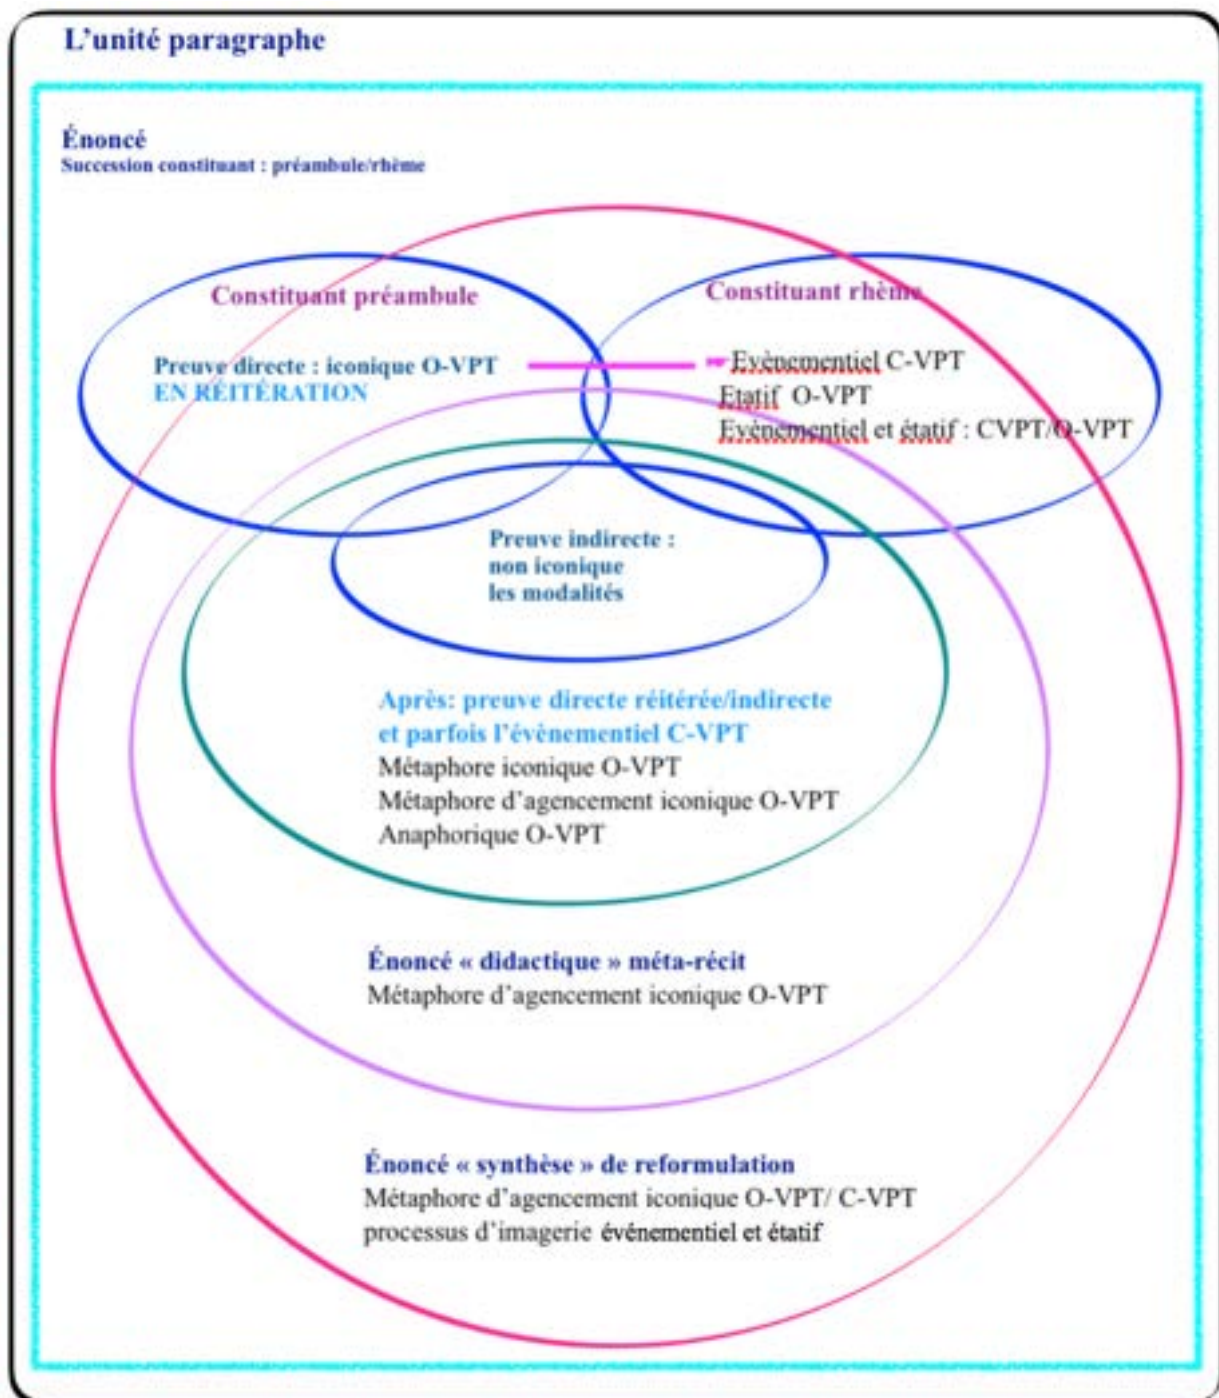 L'unité paragraphe
Énoncé
Succession constituant : préambule/rhème
Constituant préambule
Preuve directe : iconique O-VPT
EN RÉITÉRATION
Constituant rhème
Evènementiel C-VPT
Etatif O-VPT
Evènementiel et étatif : CVPT/O-VPT
Preuve indirecte :
non iconique
les modalités
Après: preuve directe réitérée/indirecte
et parfois l'évènementiel C-VPT
Métaphore iconique O-VPT
Métaphore d'agencement iconique O-VPT
Anaphorique O-VPT
Énoncé « didactique » méta-récit
Métaphore d'agencement iconique O-VPT
Énoncé « synthèse » de reformulation
Métaphore d'agencement iconique O-VPT/ C-VPT
processus d'imagerie événementiel et étatif